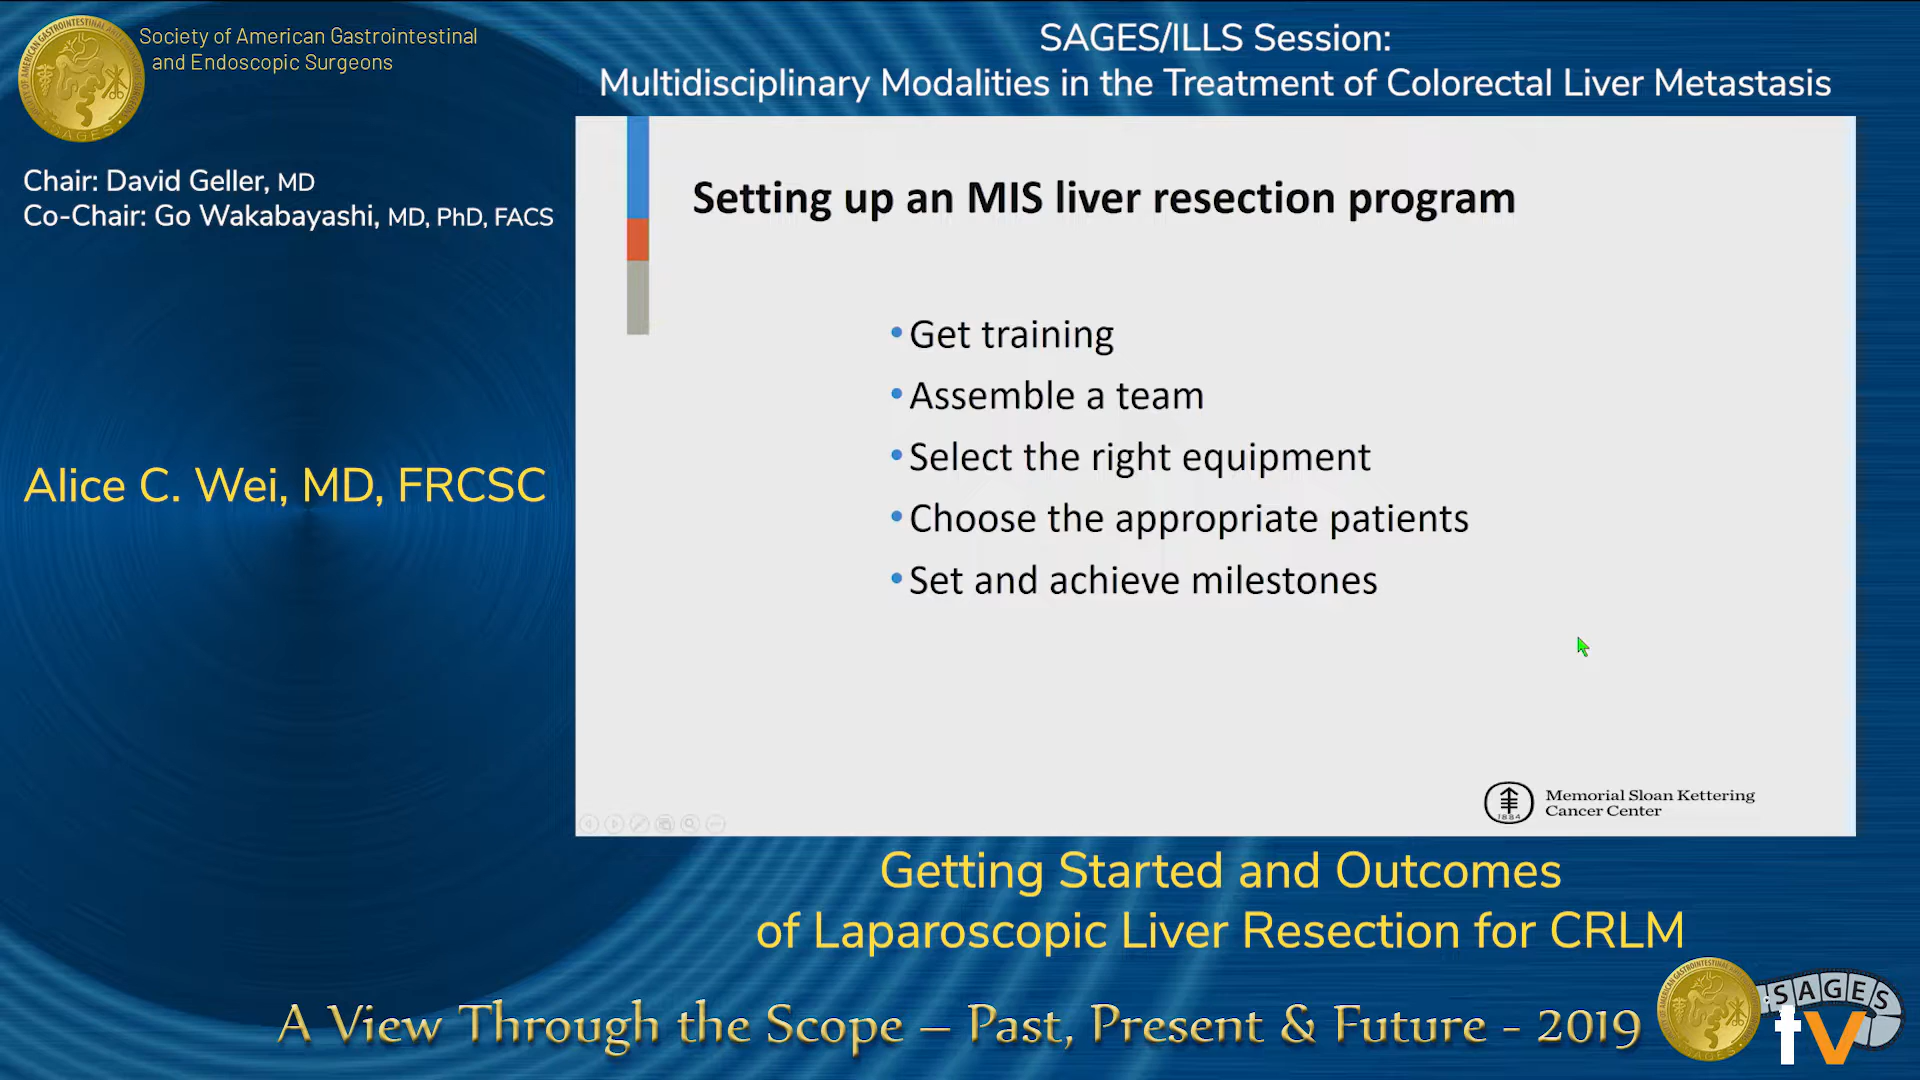 Society of American Gastrointestinal
and Endoscopic Surgeons
SAGES/ILLS Session:
Multidisciplinary Modalities in the Treatment of Colorectal Liver Metastasis
Chair: David Geller, MD
Co-Chair: Go Wakabayashi, MD, PhD, FACS
Alice C. Wei, MD, FRCSC
Setting up an MIS liver resection program
•Get training
•Assemble a team
•Select the right equipment
•Choose the appropriate patients
•Set and achieve milestones
1884
Memorial Sloan Kettering
Cancer Center
Getting Started and Outcomes
of Laparoscopic Liver Resection for CRLM
A View Through the Scope – Past, Present & Future - 2019
SAGES
tv